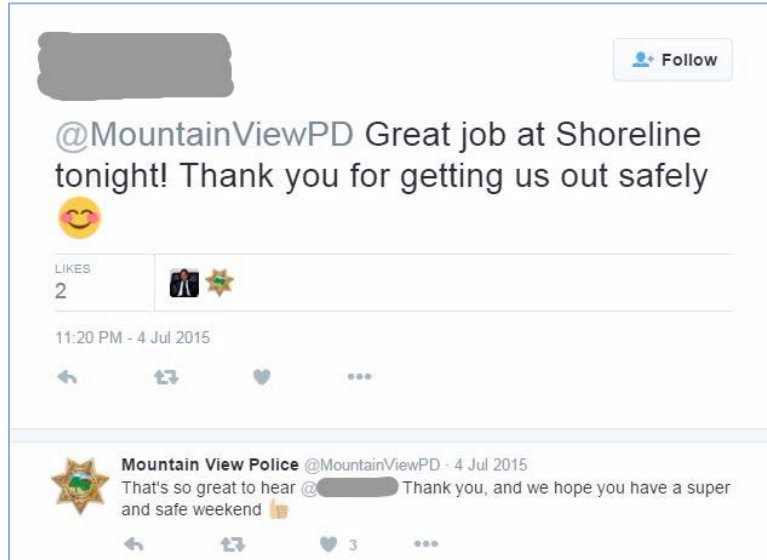 Follow
@MountainViewPD Great job at Shoreline
tonight! Thank you for getting us out safely
😊
LIKES
2
11:20 PM - 4 Jul 2015
Mountain View Police @MountainViewPD · 4 Jul 2015
That's so great to hear @ Thank you, and we hope you have a super
and safe weekend 👍
3